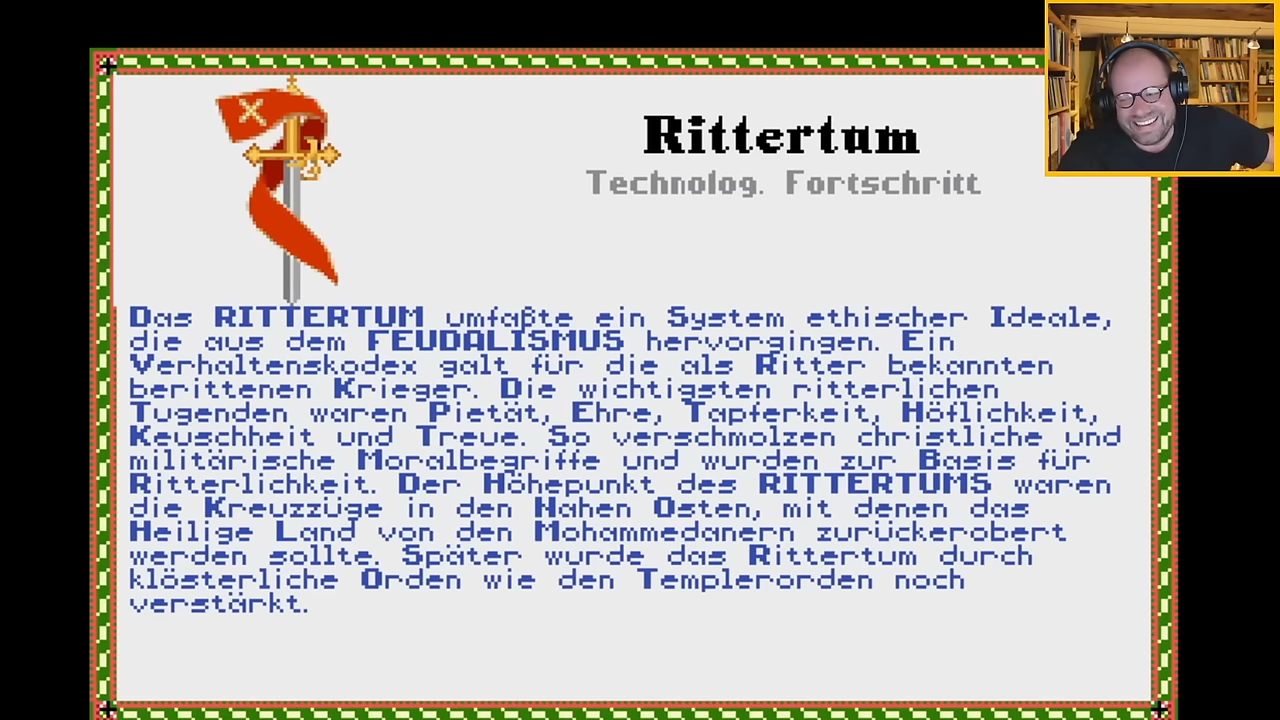 Rittertum
Technolog. Fortschritt
Das RITTERTUM umfaßte ein System ethischer Ideale,
die aus dem FEUDALISMUS hervorgingen. Ein
Verhaltenskodex galt für die als Ritter bekannten
berittenen Krieger. Die wichtigsten ritterlichen
Tugenden waren Pietät, Ehre, Tapferkeit, Höflichkeit,
Keuschheit und Treue. So verschmolzen christliche und
militärische Moralbegriffe und wurden zur Basis für
Ritterlichkeit. Der Höhepunkt des RITTERTUMS waren
die Kreuzzüge in den Nahen Osten, mit denen das
Heilige Land von den Mohammedanern zurückerobert
werden sollte. Später wurde das Rittertum durch
klösterliche Orden wie den Templerorden noch
verstärkt.